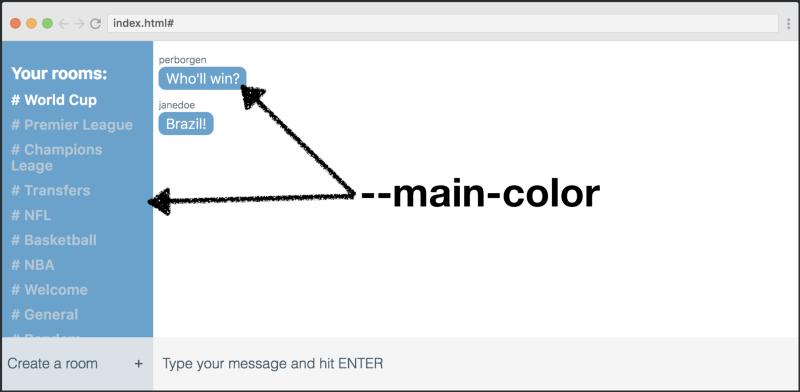 index.html#
Your rooms:
# World Cup
# Premier League
# Champions
Leage
# Transfers
# NFL
# Basketball
# NBA
# Welcome
# General
Create a room +
perborgen
Who'll win?
janedoe
Brazil!
--main-color
Type your message and hit ENTER